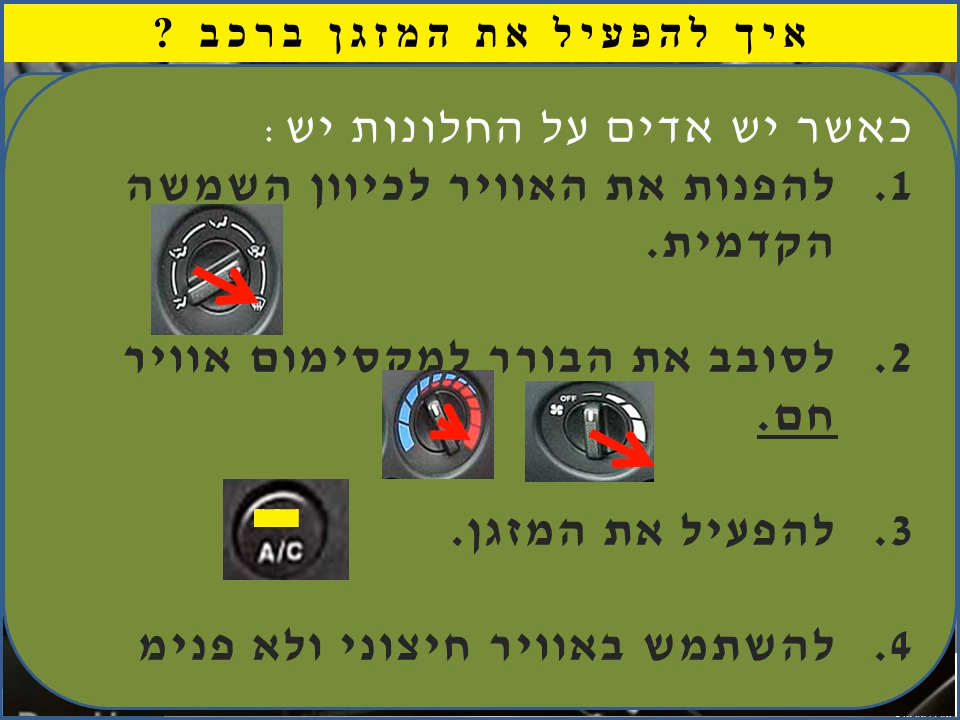 איך להפעיל את המזגן ברכב ?
כאשר יש אדים על החלונות יש :
1. להפנות את האוויר לכיוון השמשה
הקדמית.
2. לסובב את הבורר למקסימום אוויר
חם.
OFF
3. להפעיל את המזגן.
A/C
4. להשתמש באוויר חיצוני ולא פנימ